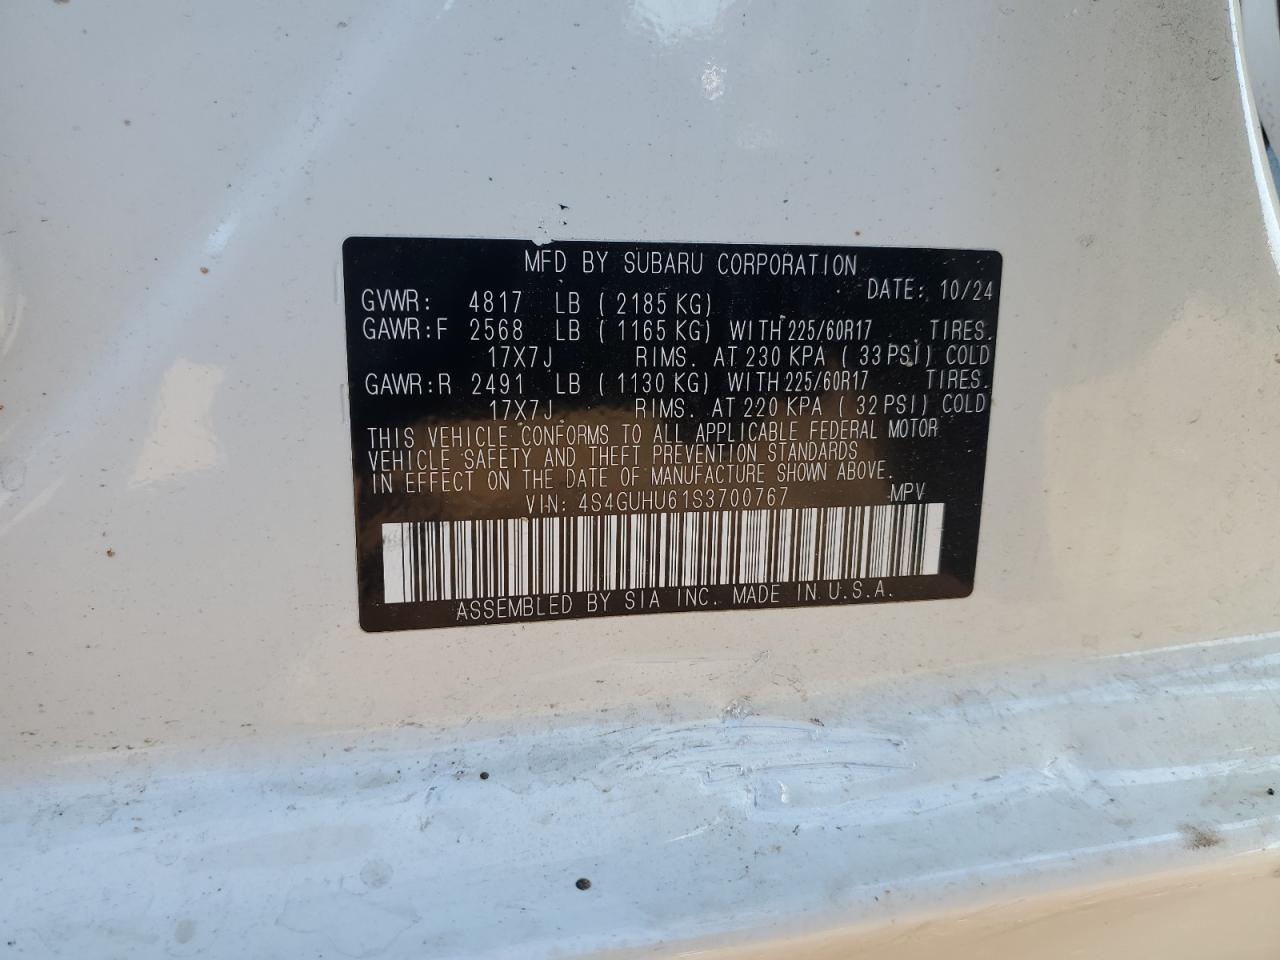 MFD BY SUBARU CORPORATION
DATE: 10/24
GVWR: 4817 LB ( 2185 KG)
GAWR:F 2568 LB ( 1165 KG) WITH 225/60R17 TIRES.
17X7J RIMS. AT 230 KPA ( 33 PSI) COLD
GAWR:R 2491 LB ( 1130 KG) WITH 225/60R17 TIRES.
17X7J RIMS. AT 220 KPA ( 32 PSI) COLD
THIS VEHICLE CONFORMS TO ALL APPLICABLE FEDERAL MOTOR
VEHICLE SAFETY AND THEFT PREVENTION STANDARDS
IN EFFECT ON THE DATE OF MANUFACTURE SHOWN ABOVE.
VIN: 4S4GUHU61S3700767 MPV
ASSEMBLED BY SIA INC. MADE IN U.S.A.